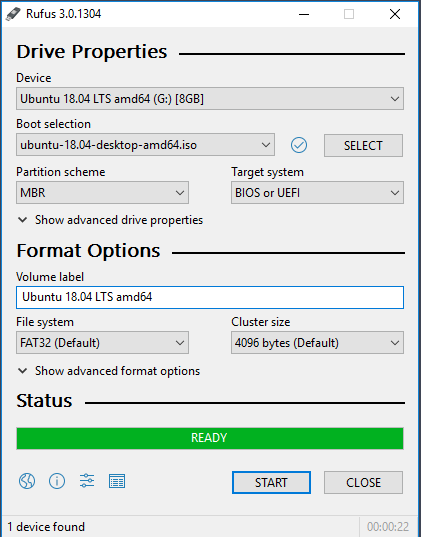 Rufus 3.0.1304
Drive Properties
Device
Ubuntu 18.04 LTS amd64 (G:) [8GB]
Boot selection
ubuntu-18.04-desktop-amd64.iso
SELECT
Partition scheme
Target system
MBR
BIOS or UEFI
Show advanced drive properties
Format Options
Volume label
Ubuntu 18.04 LTS amd64
File system
Cluster size
FAT32 (Default)
4096 bytes (Default)
Show advanced format options
Status
READY
START
CLOSE
1 device found
00:00:22